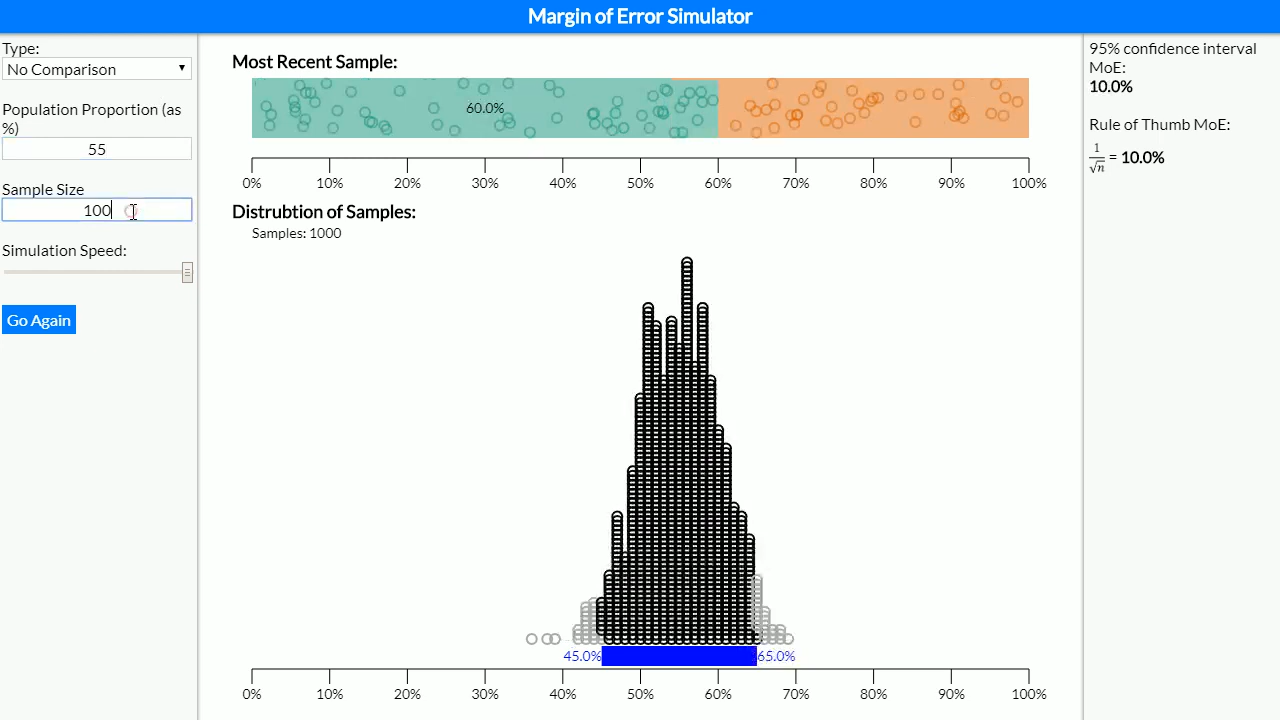 Margin of Error Simulator
Type:
No Comparison
Population Proportion (as
%)
55
Sample Size
100
Simulation Speed:
Go Again
Most Recent Sample:
60.0%
0% 10% 20% 30% 40% 50% 60% 70% 80% 90% 100%
Distrubtion of Samples:
Samples: 1000
45.0% 65.0%
0% 10% 20% 30% 40% 50% 60% 70% 80% 90% 100%
95% confidence interval
MoE:
10.0%
Rule of Thumb MoE:
1/√n = 10.0%